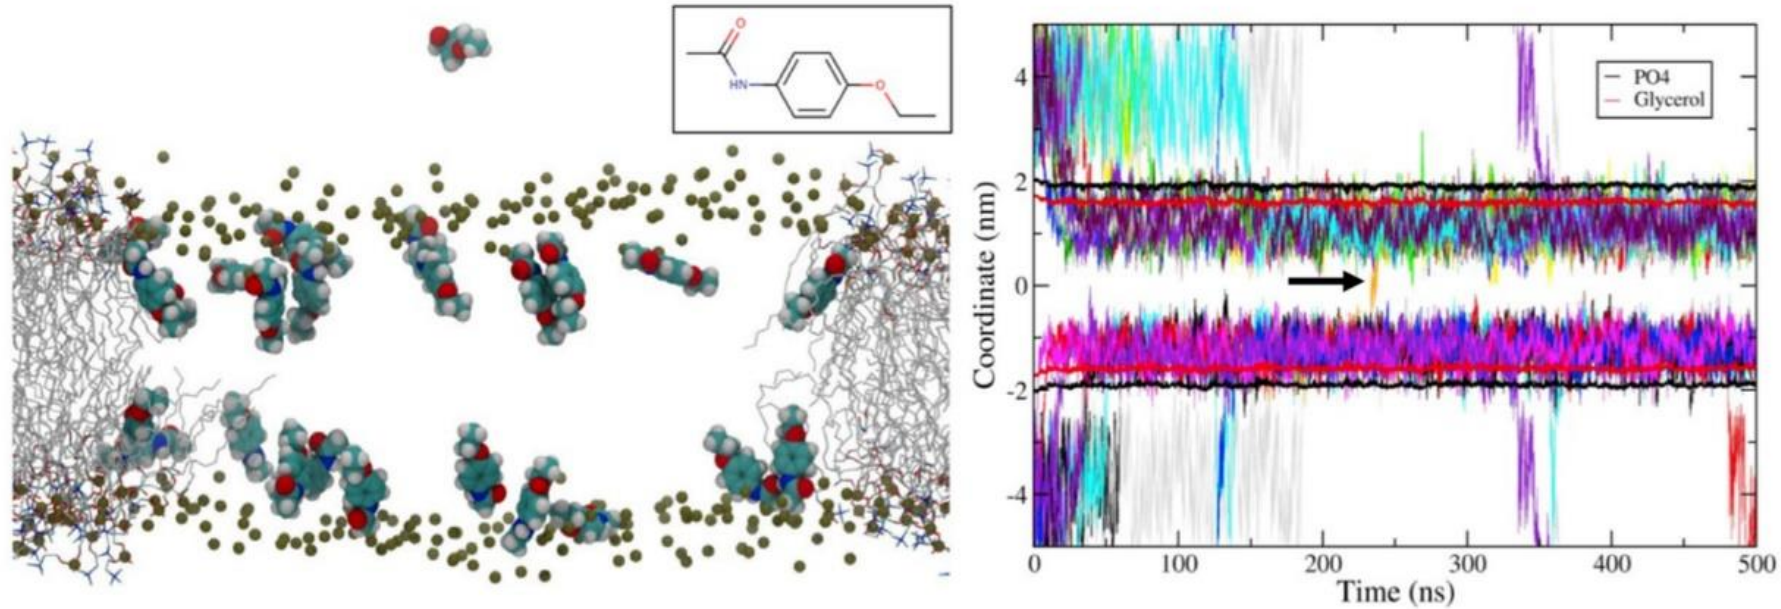 O
HN
O
4
2
0
-2
-4
Coordinate (nm)
PO4
Glycerol
0 100 200 300 400 500
Time (ns)